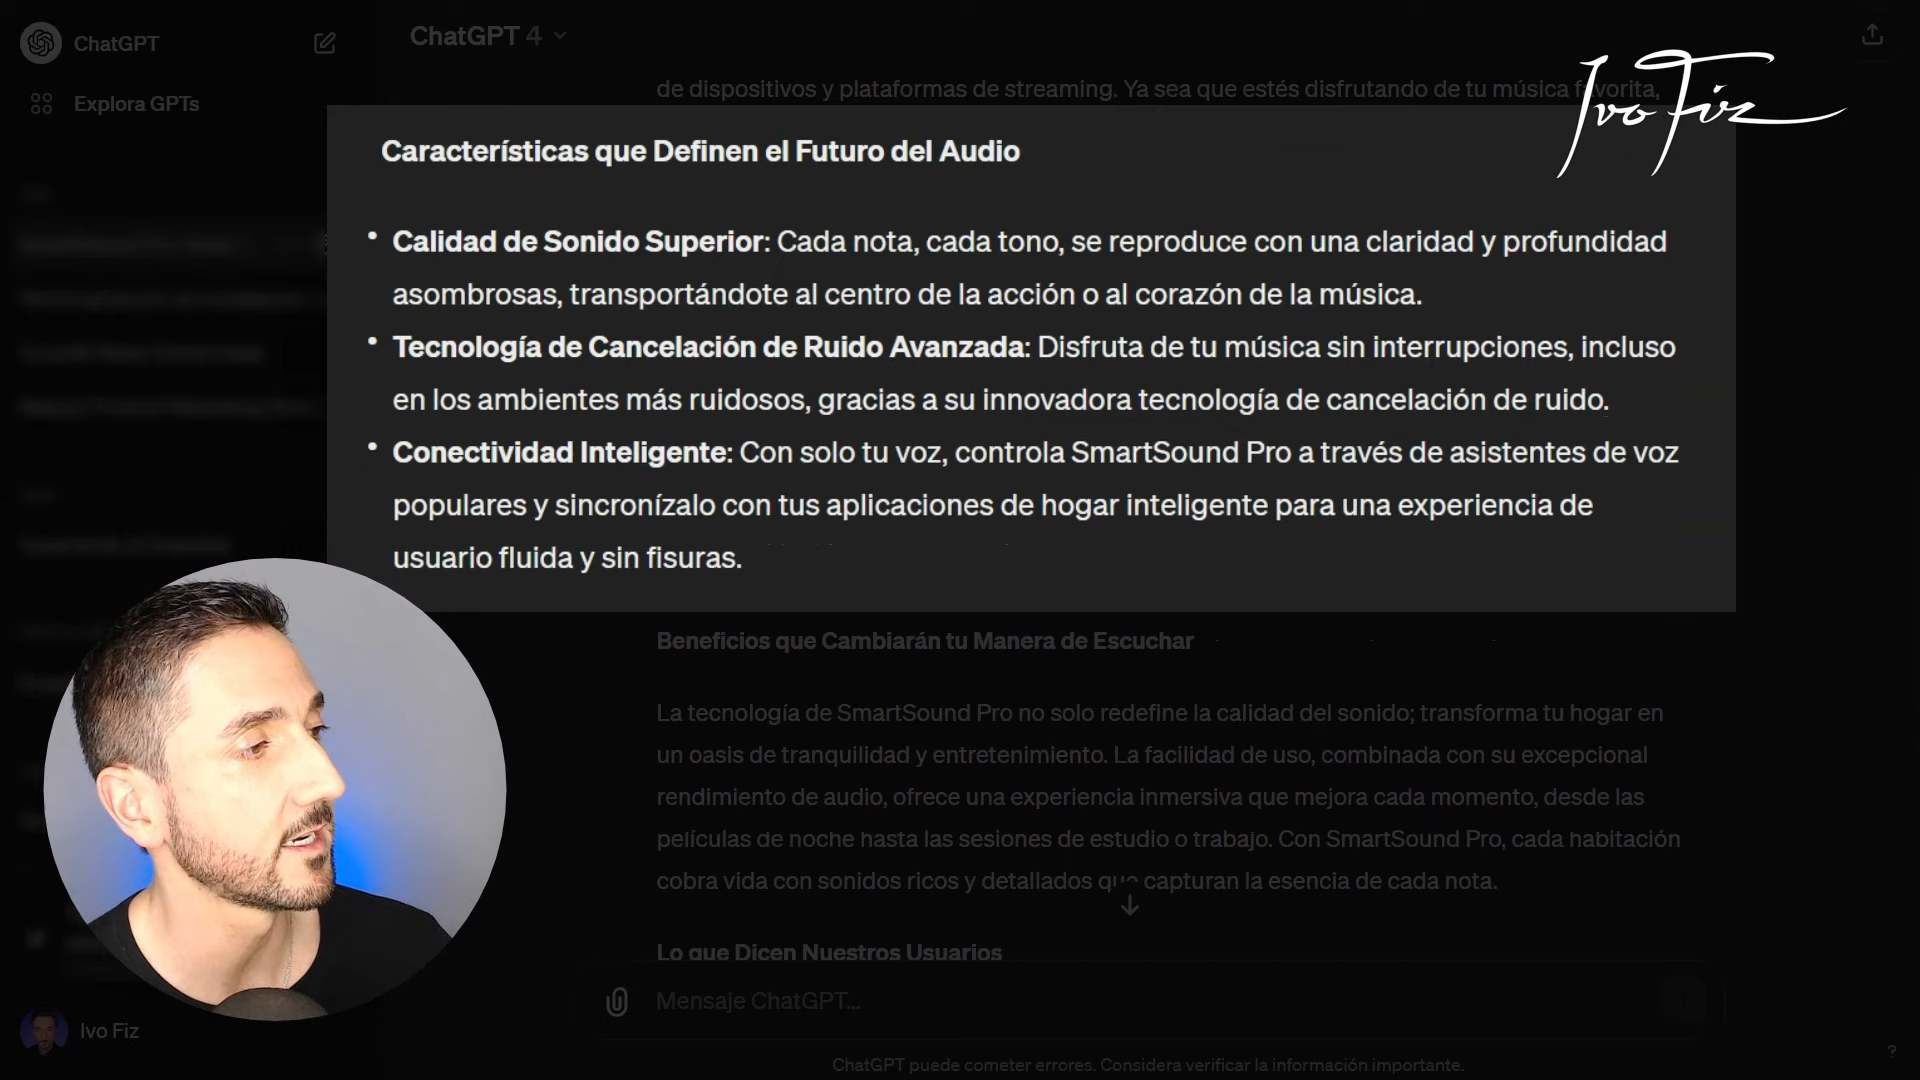 ChatGPT
Explora GPTs
ChatGPT 4
de dispositivos y plataformas de streaming. Ya sea que estés disfrutando de tu música favorita,
Ivo Fiz
Características que Definen el Futuro del Audio
• Calidad de Sonido Superior: Cada nota, cada tono, se reproduce con una claridad y profundidad
asombrosas, transportándote al centro de la acción o al corazón de la música.
• Tecnología de Cancelación de Ruido Avanzada: Disfruta de tu música sin interrupciones, incluso
en los ambientes más ruidosos, gracias a su innovadora tecnología de cancelación de ruido.
• Conectividad Inteligente: Con solo tu voz, controla SmartSound Pro a través de asistentes de voz
populares y sincronízalo con tus aplicaciones de hogar inteligente para una experiencia de
usuario fluida y sin fisuras.
Beneficios que Cambiarán tu Manera de Escuchar
La tecnología de SmartSound Pro no solo redefine la calidad del sonido; transforma tu hogar en
un oasis de tranquilidad y entretenimiento. La facilidad de uso, combinada con su excepcional
rendimiento de audio, ofrece una experiencia inmersiva que mejora cada momento, desde las
películas de noche hasta las sesiones de estudio o trabajo. Con SmartSound Pro, cada habitación
cobra vida con sonidos ricos y detallados que capturan la esencia de cada nota.
Lo que Dicen Nuestros Usuarios
Mensaje ChatGPT...
Ivo Fiz
ChatGPT puede cometer errores. Considera verificar la información importante.
?